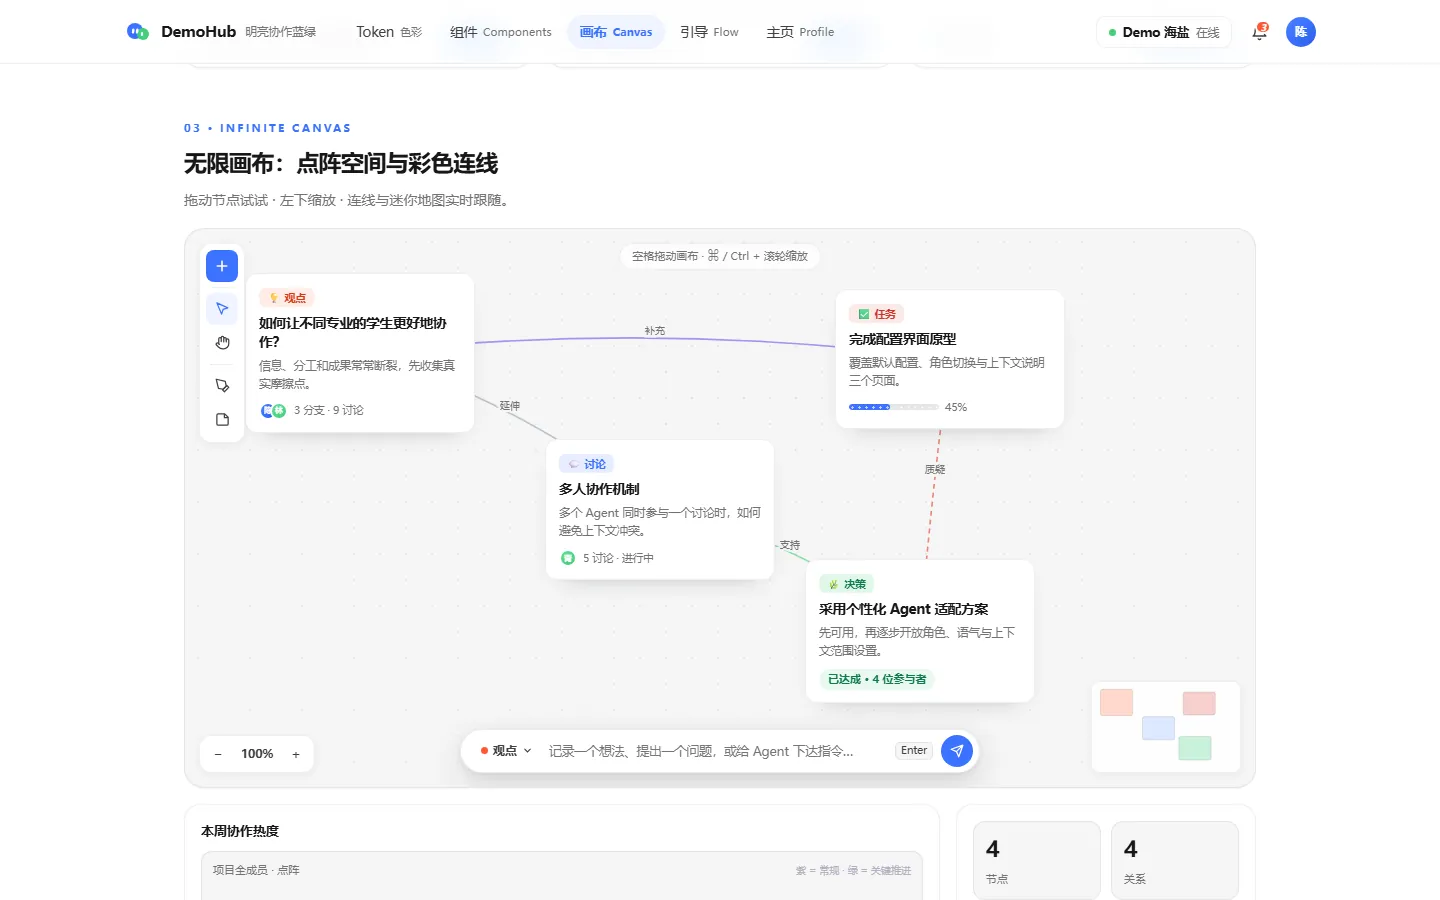 DemoHub 明亮协作蓝绿 Token 色彩 组件 Components 画布 Canvas 引导 Flow 主页 Profile Demo 海盐 在线 3 陈
03 • INFINITE CANVAS
无限画布：点阵空间与彩色连线
拖动节点试试 · 左下缩放 · 连线与迷你地图实时跟随。
空格拖动画布 · ⌘ / Ctrl + 滚轮缩放
观点
如何让不同专业的学生更好地协
作？
信息、分工和成果常常断裂，先收集真
实摩擦点。
林 3 分支 · 9 讨论
补充
任务
完成配置界面原型
覆盖默认配置、角色切换与上下文说明
三个页面。
45%
延伸
讨论
多人协作机制
多个 Agent 同时参与一个讨论时，如何
避免上下文冲突。
5 讨论 · 进行中
质疑
支持
决策
采用个性化 Agent 适配方案
先可用，再逐步开放角色、语气与上下
文范围设置。
已达成 • 4 位参与者
− 100% +
观点 记录一个想法、提出一个问题，或给 Agent 下达指令... Enter
本周协作热度
项目全成员 · 点阵 紫 = 常规 · 绿 = 关键推进
4
节点
4
关系